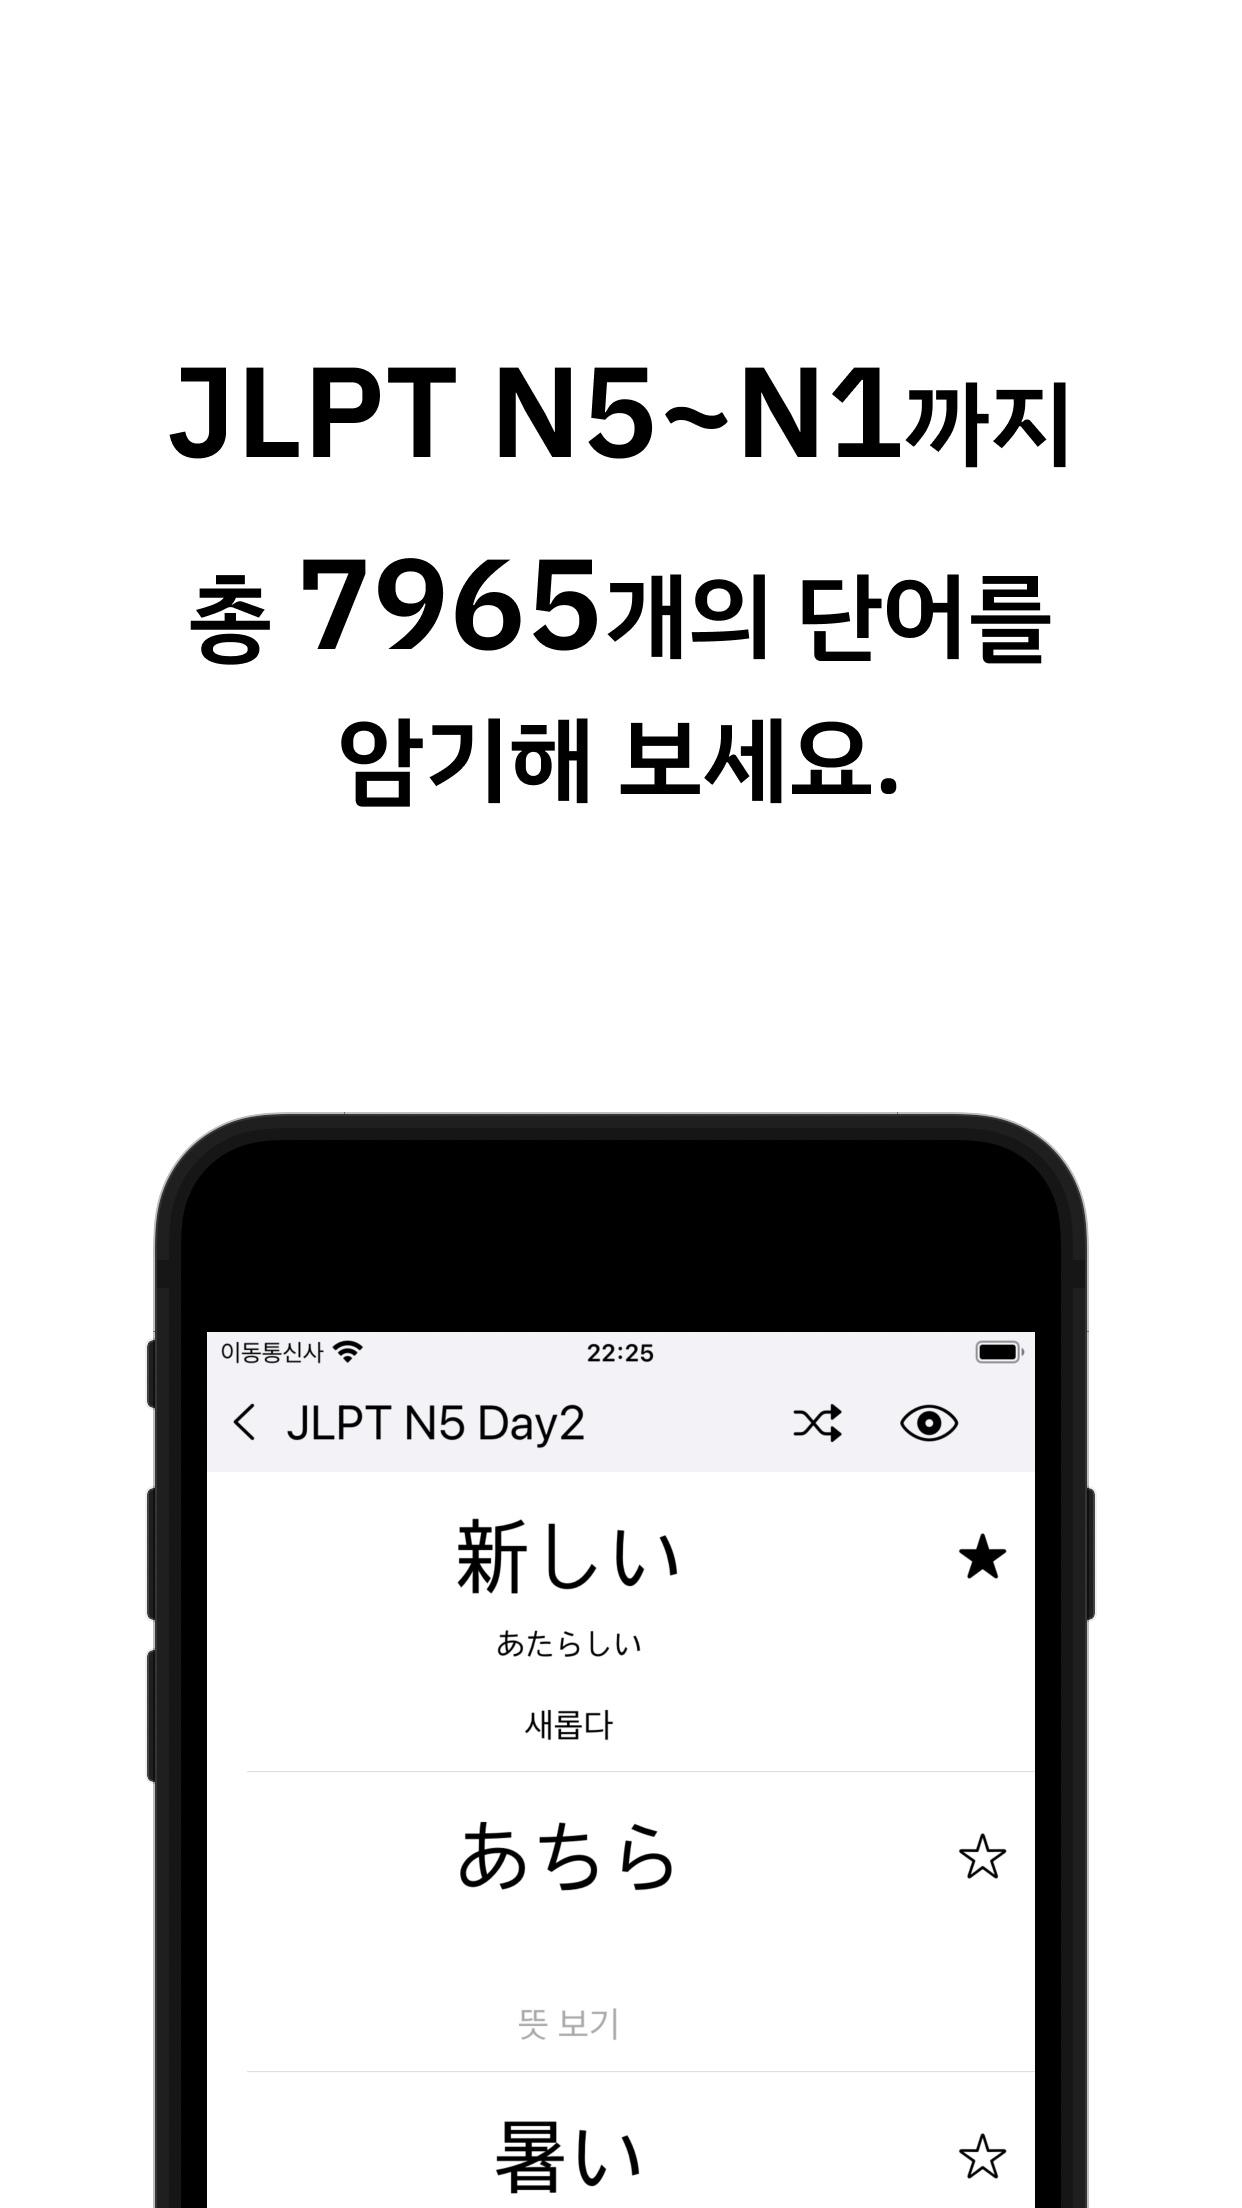 JLPT N5~N1까지
총 7965개의 단어를
암기해 보세요.
이동통신사 22:25
JLPT N5 Day2
新しい
あたらしい
새롭다
あちら
뜻 보기
暑い